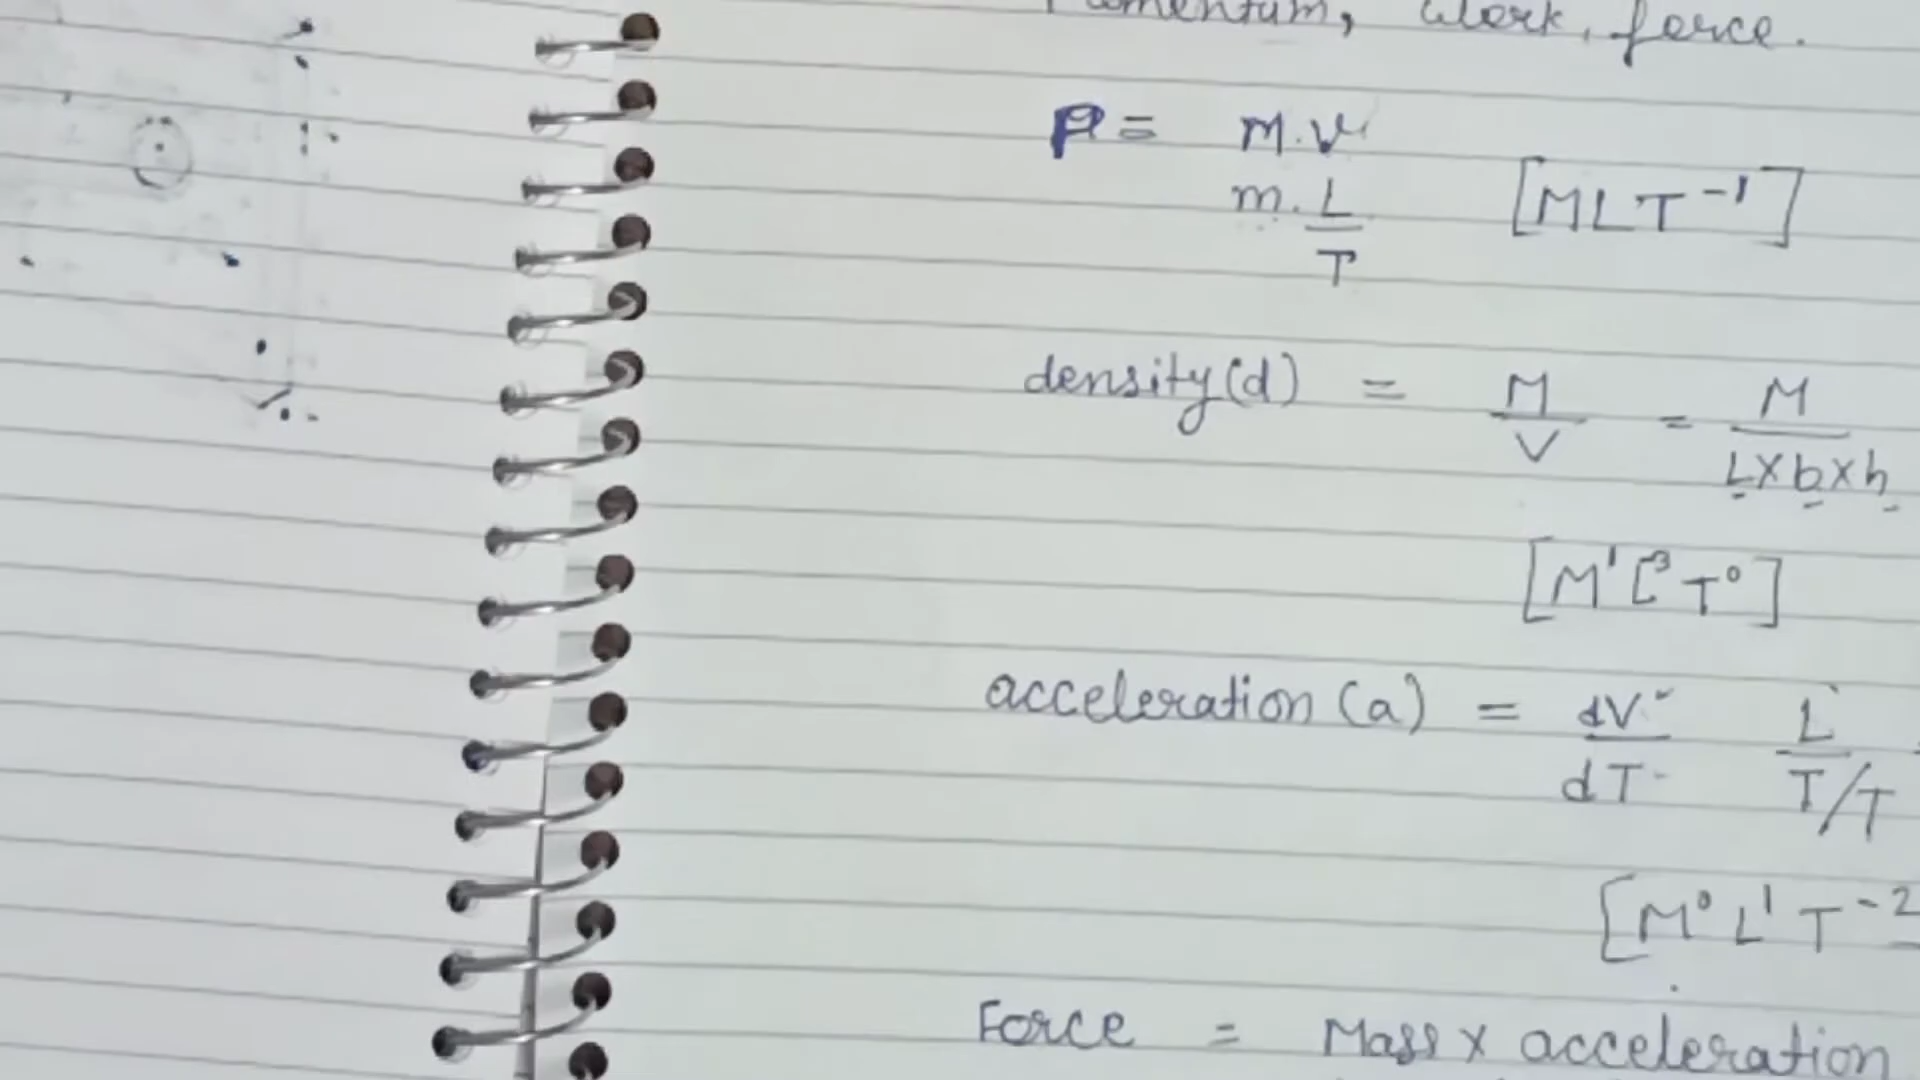 momentum, Work, force.
P = M.V
m. L/T [MLT⁻¹]
density(d) = M/V = M/L×b×h
[M¹L⁻³T⁰]
acceleration (a) = dV/dT L/T/T
[M⁰L¹T⁻²
Force = Mass × acceleration